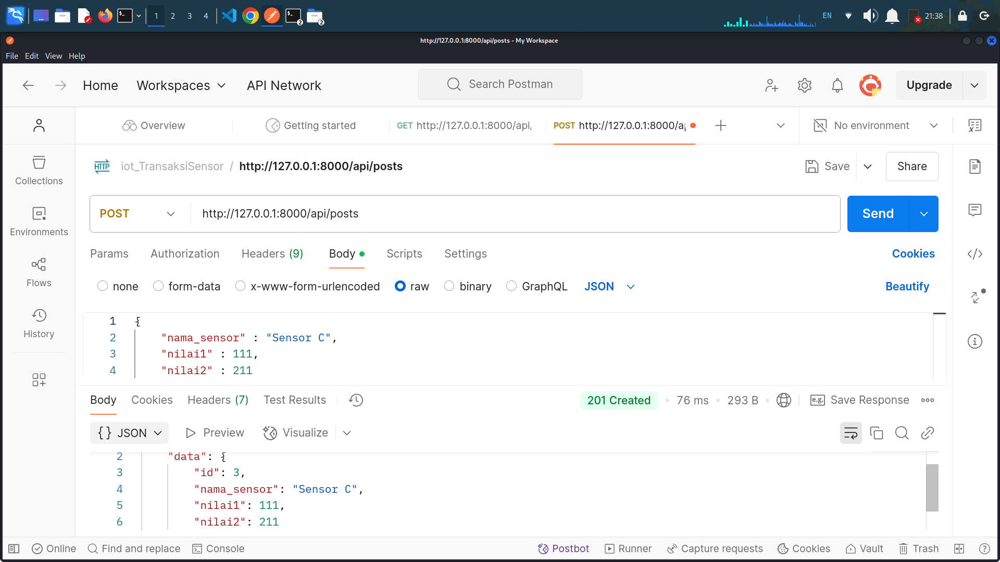 1 2 3 4 2 2 EN 21:38
http://127.0.0.1:8000/api/posts - My Workspace
File Edit View Help
Home Workspaces API Network Search Postman Upgrade
Overview Getting started GET http://127.0.0.1:8000/api, POST http://127.0.0.1:8000/a No environment
HTTP iot_TransaksiSensor / http://127.0.0.1:8000/api/posts Save Share
Collections
POST http://127.0.0.1:8000/api/posts Send
Environments
Params Authorization Headers (9) Body Scripts Settings Cookies
Flows
none form-data x-www-form-urlencoded raw binary GraphQL JSON Beautify
History
1 {
2 "nama_sensor" : "Sensor C",
3 "nilai1" : 111,
4 "nilai2" : 211
Body Cookies Headers (7) Test Results 201 Created 76 ms 293 B e.g. Save Response
{} JSON Preview Visualize
2 "data": {
3 "id": 3,
4 "nama_sensor": "Sensor C",
5 "nilai1": 111,
6 "nilai2": 211
Online Find and replace Console Postbot Runner Capture requests Cookies Vault Trash